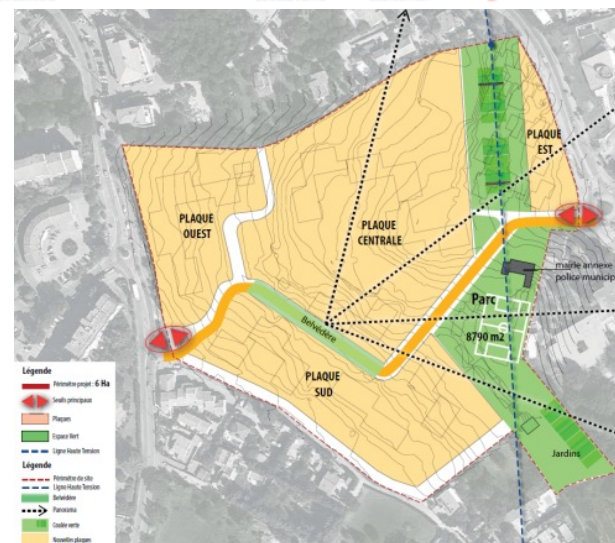 PLAQUE
EST
PLAQUE
OUEST
PLAQUE
CENTRALE
mairie annexe
police municip
Parc
8790 m2
Belvédère
PLAQUE
SUD
Jardins
Légende
Périmètre projet : 6 Ha
Seuils principaux
Plaques
Espace Vert
Ligne Haute Tension
Légende
Périmètre de site
Ligne Haute Tension
Belvédère
Panorama
Coulée verte
Nouvelles plaques